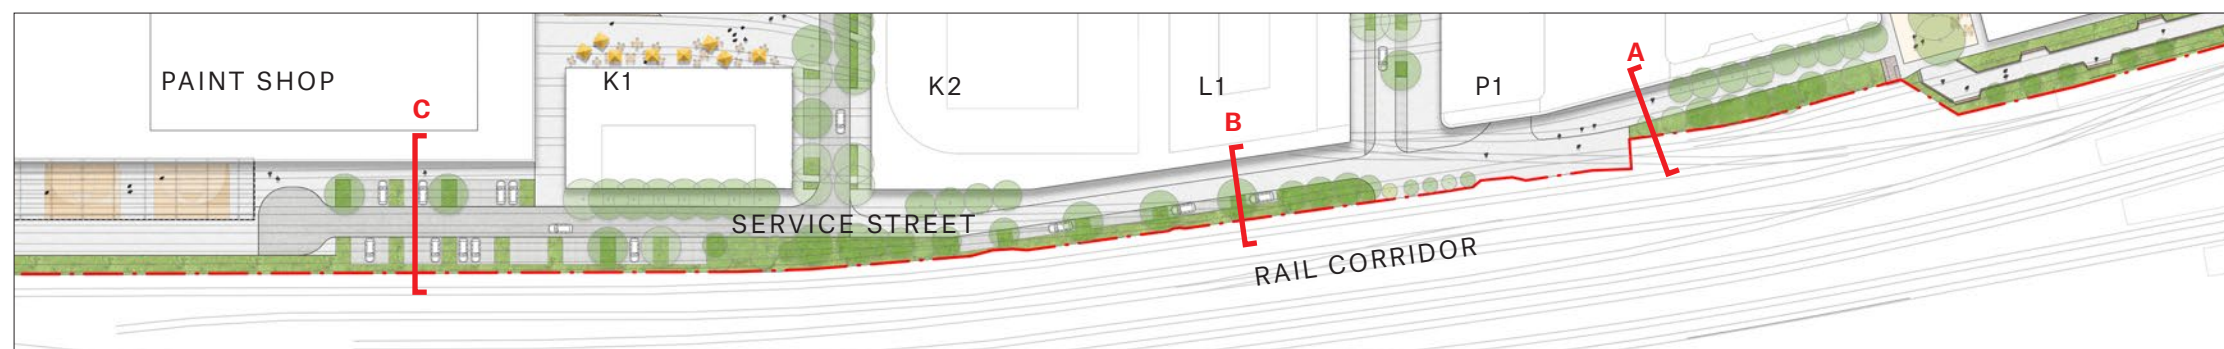 A
PAINT SHOP
K1
K2
L1
P1
C
B
SERVICE STREET
RAIL CORRIDOR